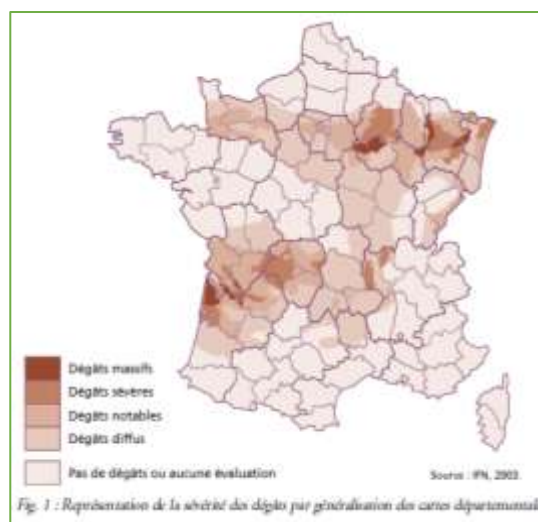 Dégâts massifs
Dégâts sévères
Dégâts notables
Dégâts diffus
Pas de dégâts ou aucune évaluation
Source : IFN, 2003.
Fig. 1 : Représentation de la sévérité des dégâts par généralisation des cartes départementa